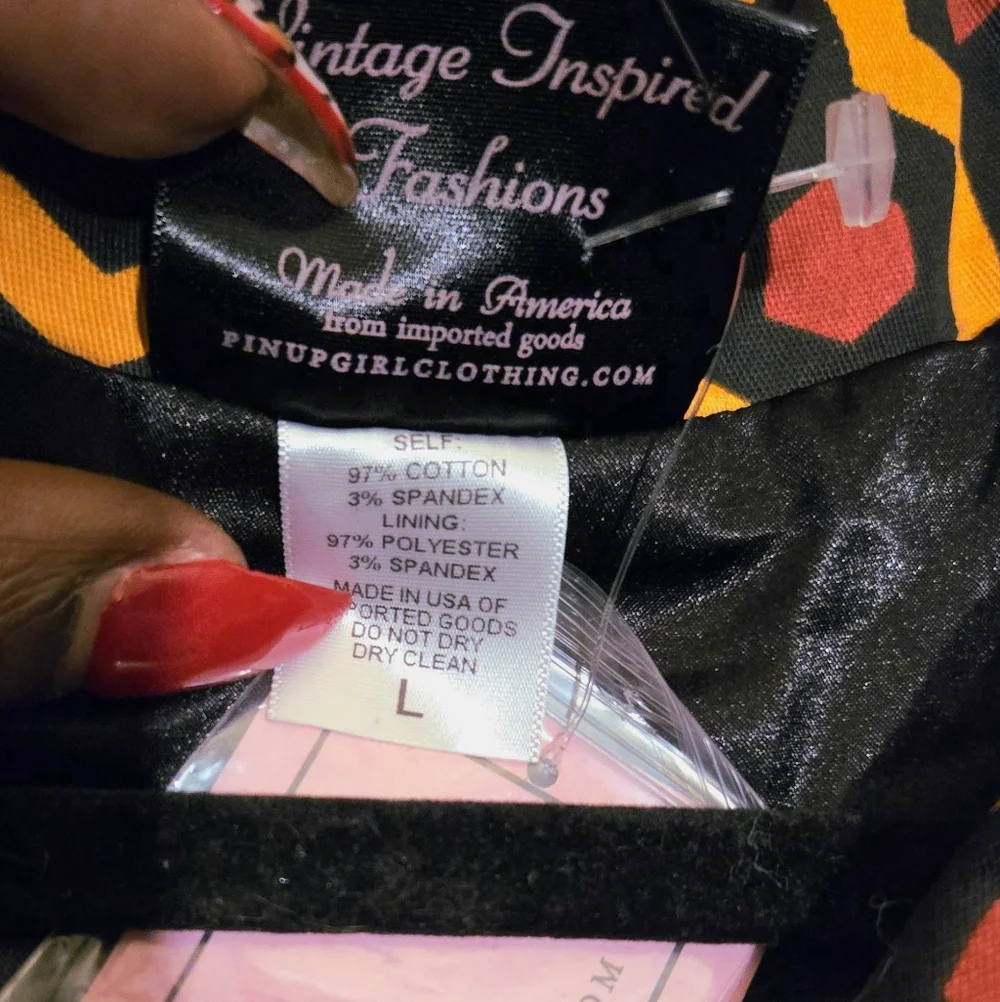 Vintage Inspired
Fashions
Made in America
from imported goods
PINUPGIRLCLOTHING.COM
SELF:
97% COTTON
3% SPANDEX
LINING:
97% POLYESTER
3% SPANDEX
MADE IN USA OF
PORTED GOODS
DO NOT DRY
DRY CLEAN
L
OM